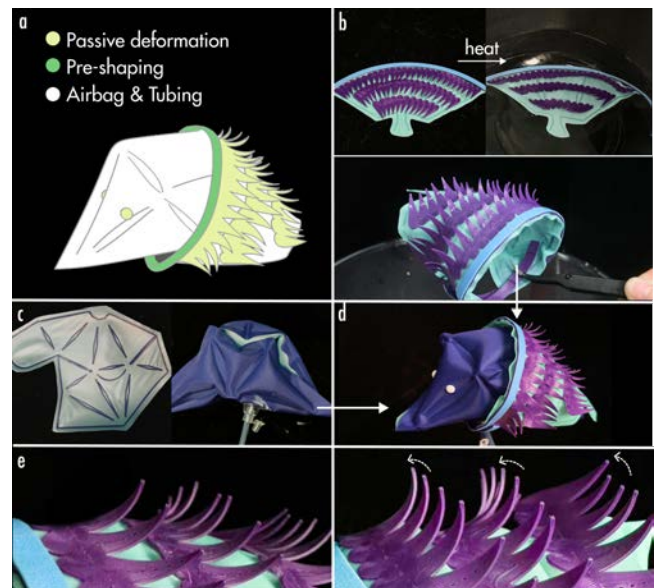 a
Passive deformation
Pre-shaping
Airbag & Tubing
b
heat
c
d
e